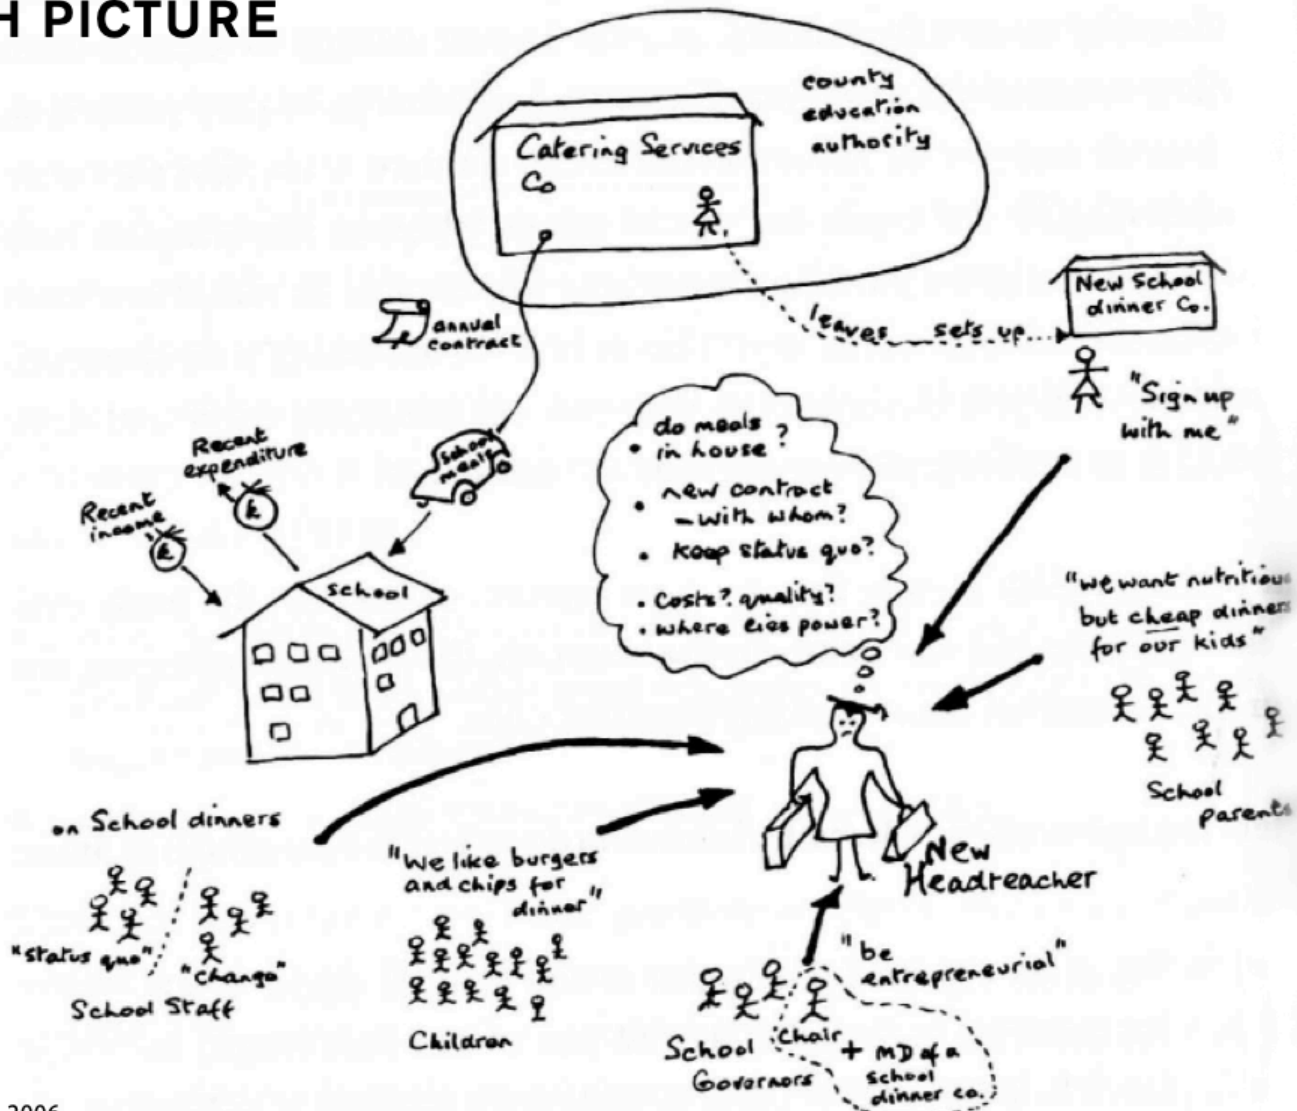 H PICTURE
county
education
authority
Catering Services
Co
New School
dinner Co.
annual
contract
leaves sets up
"Sign up
with me"
do meals
in house?
new contract
- with whom?
keep status quo?
costs? quality?
where lies power?
School
meals
Recent
expenditure
£
Recent
income
£
School
"we want nutritious
but cheap dinners
for our kids"
School
parents
on School dinners
"status quo"
"change"
School Staff
"We like burgers
and chips for
dinner"
Children
New
Headteacher
"be
entrepreneurial"
School
Governors
Chair
+ MD of a
school
dinner co.
2006